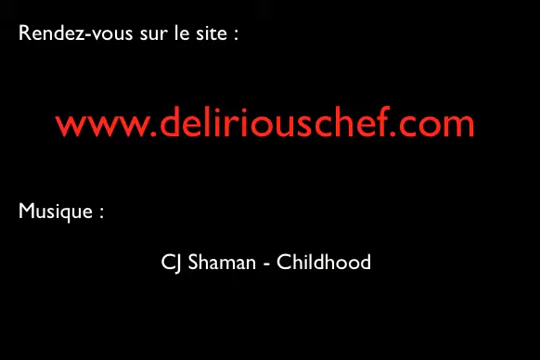 Rendez-vous sur le site :
www.deliriouschef.com
Musique :
CJ Shaman - Childhood